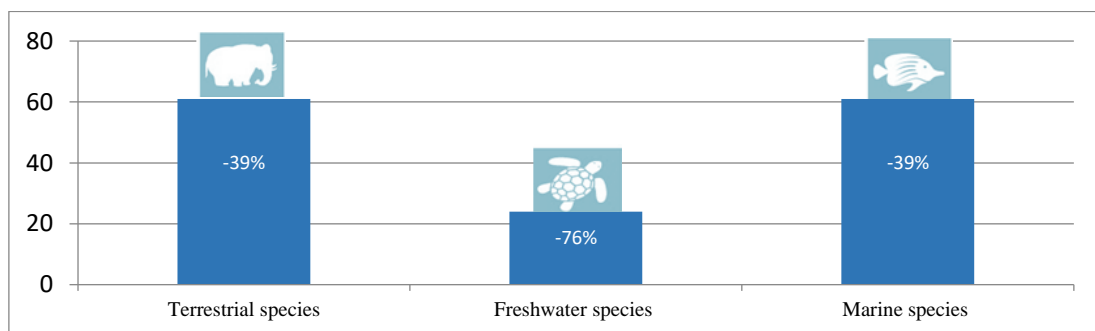 80
60
40
20
0
-39%
-76%
-39%
Terrestrial species
Freshwater species
Marine species